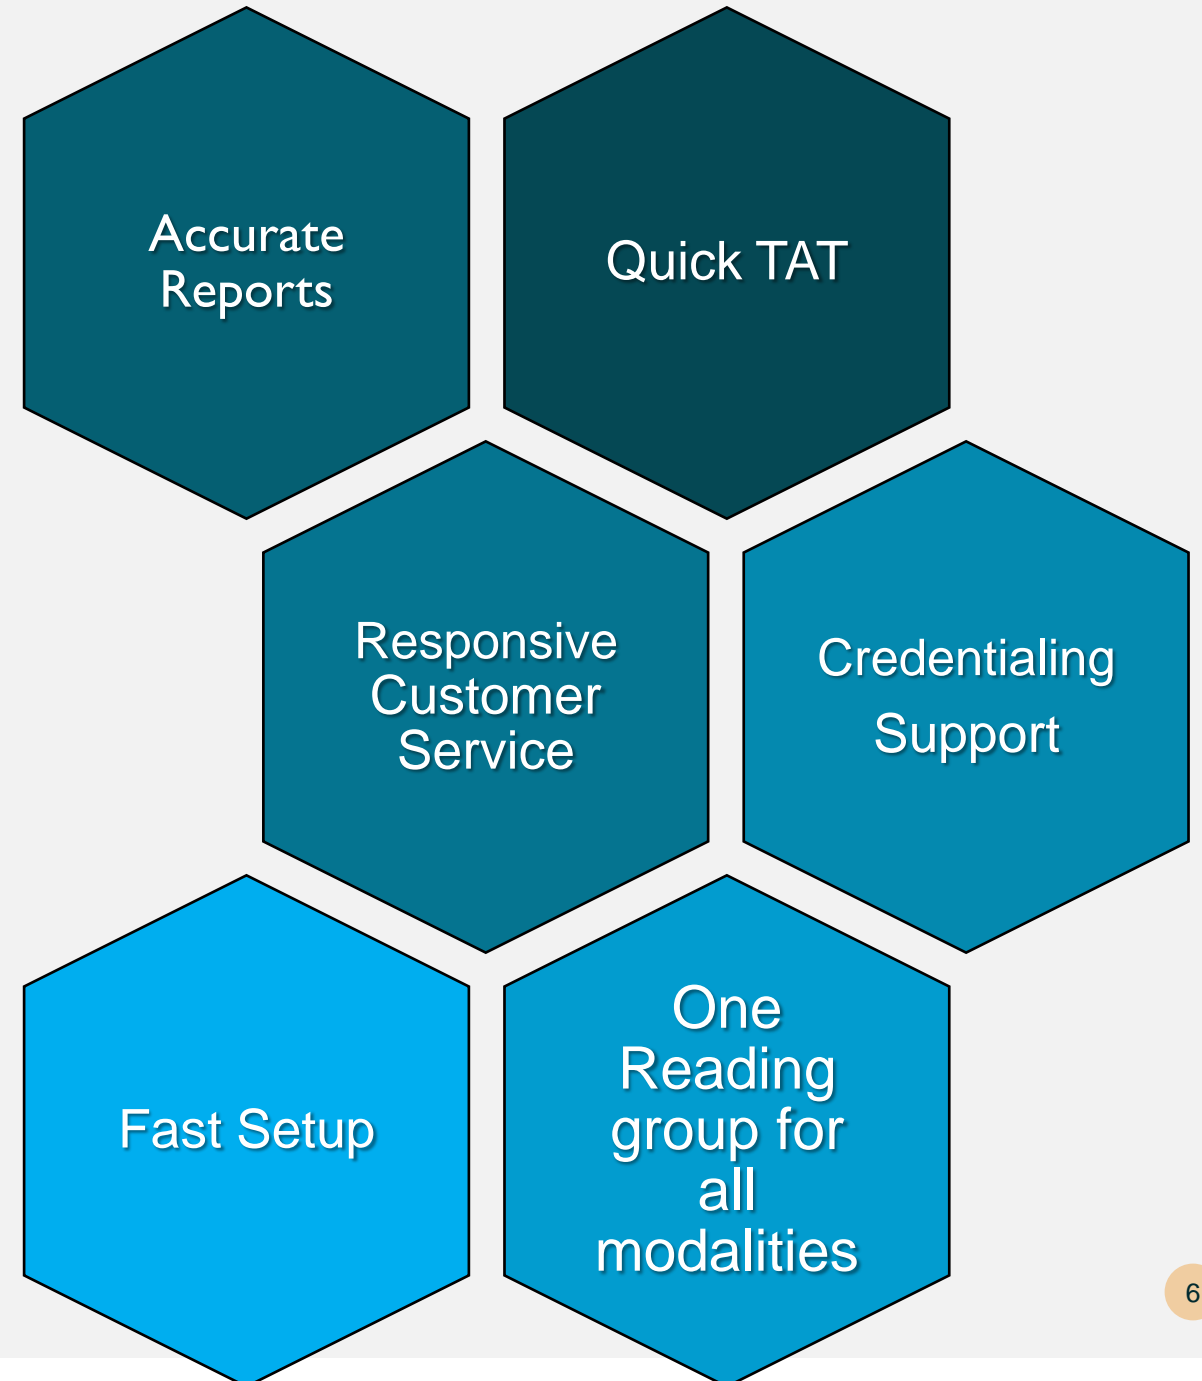 Accurate
Reports
Quick TAT
Responsive
Customer
Service
Credentialing
Support
Fast Setup
One
Reading
group for
all
modalities
6